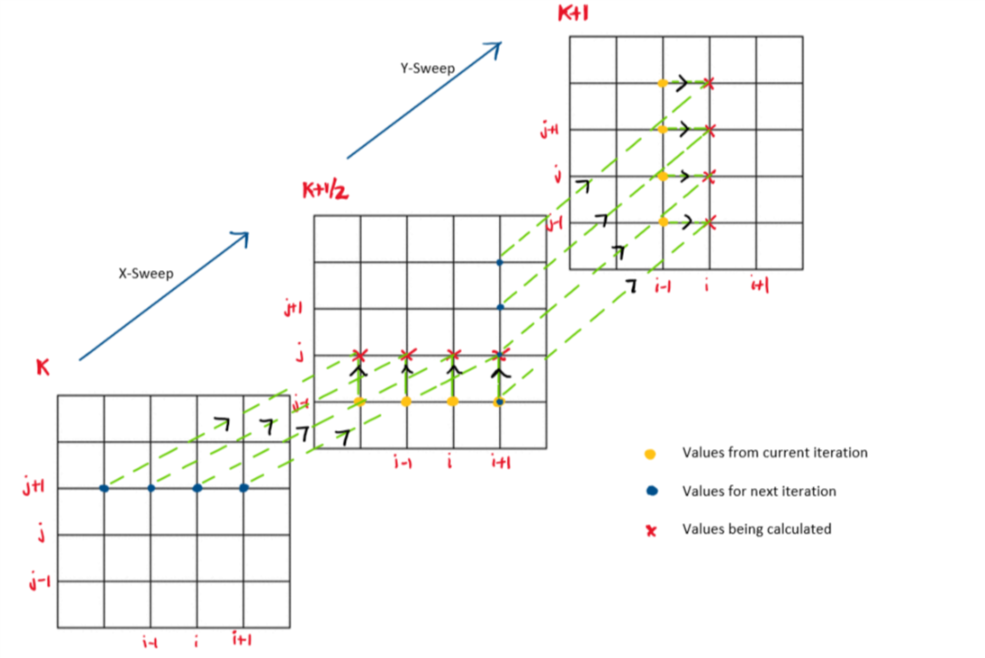 K+1
Y-Sweep
j+1
j
j-1
i-1 i i+1
K+1/2
X-Sweep
j+1
j
j-1
i-1 i i+1
K
j+1
j
j-1
i-1 i i+1
Values from current iteration
Values for next iteration
Values being calculated